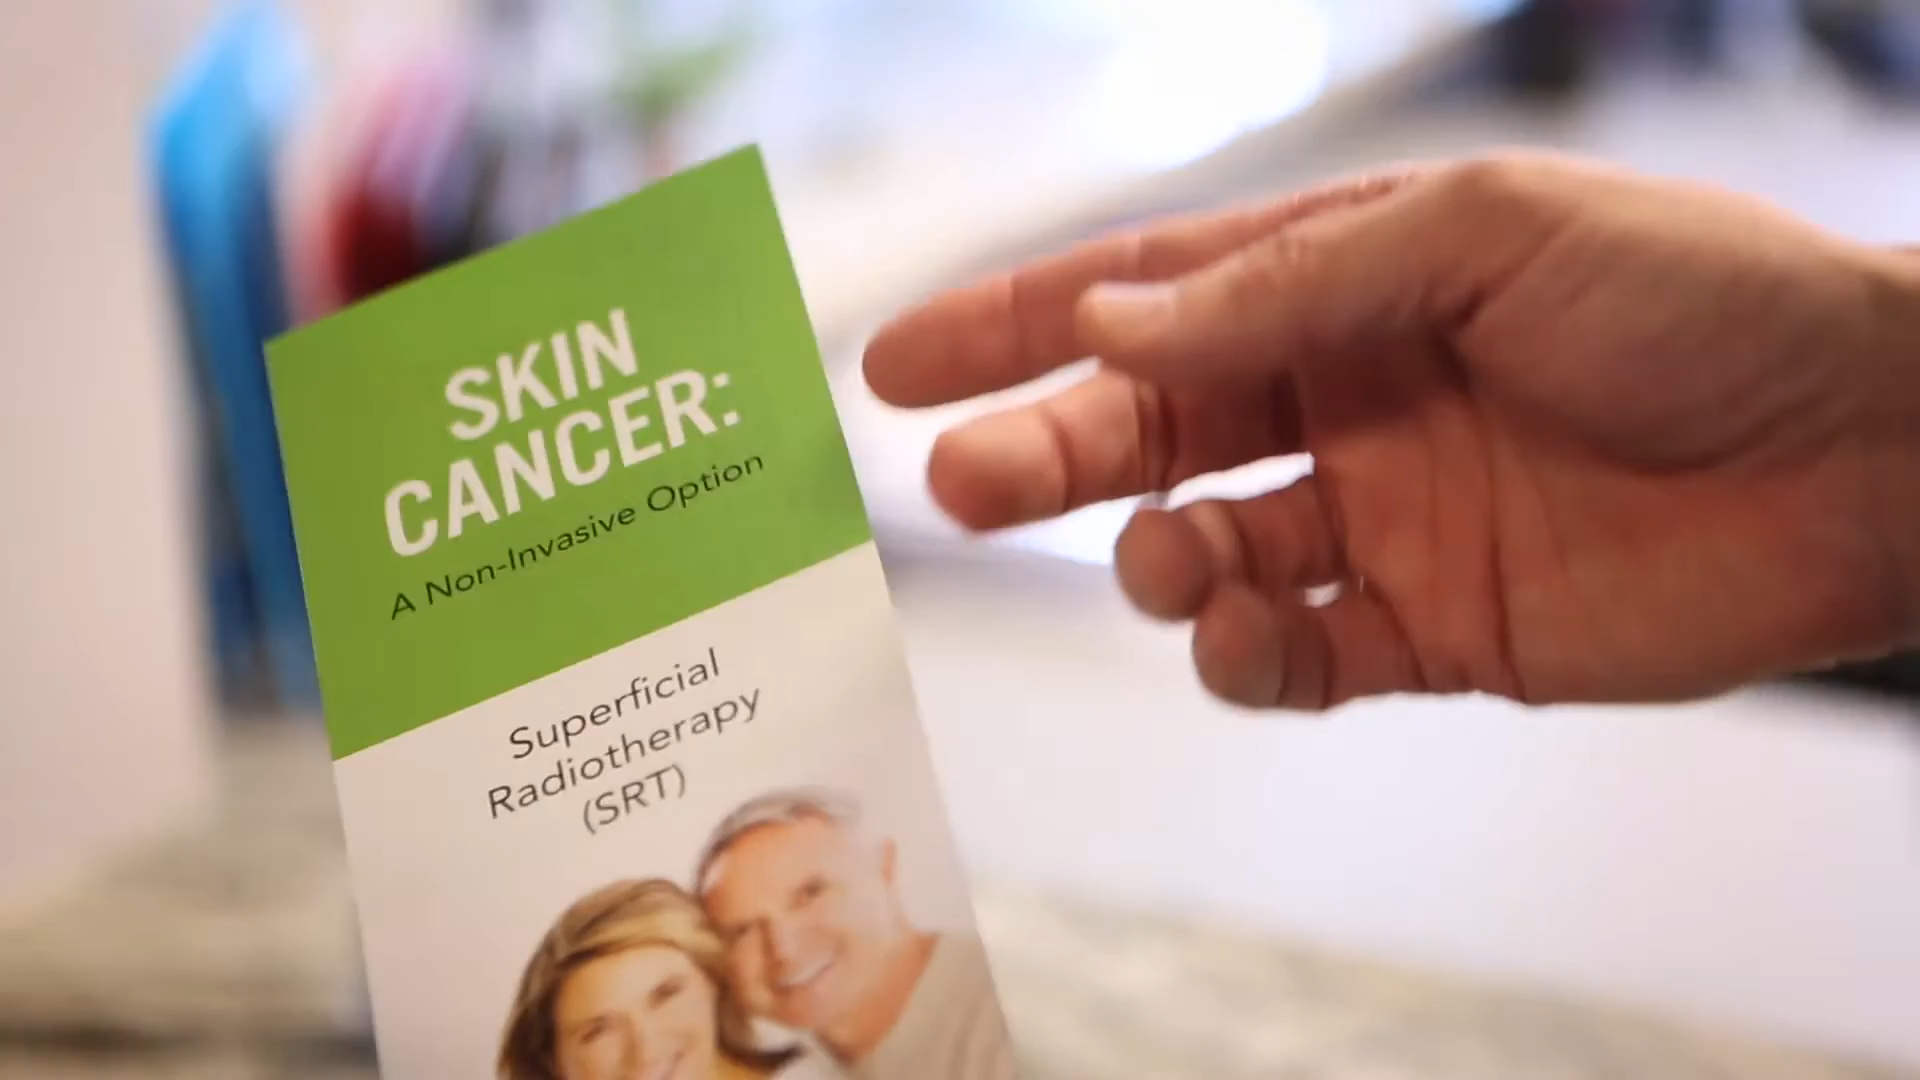 SKIN
CANCER:
A Non-Invasive Option
Superficial
Radiotherapy
(SRT)